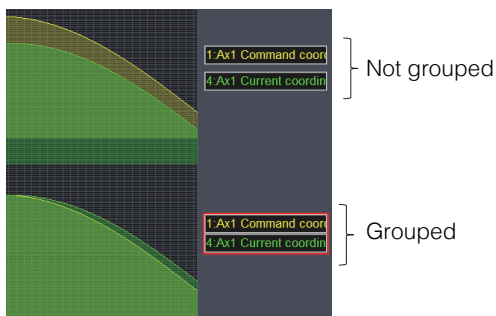 1:Ax1 Command coord
4:Ax1 Current coordin
Not grouped
1:Ax1 Command coord
4:Ax1 Current coordin
Grouped